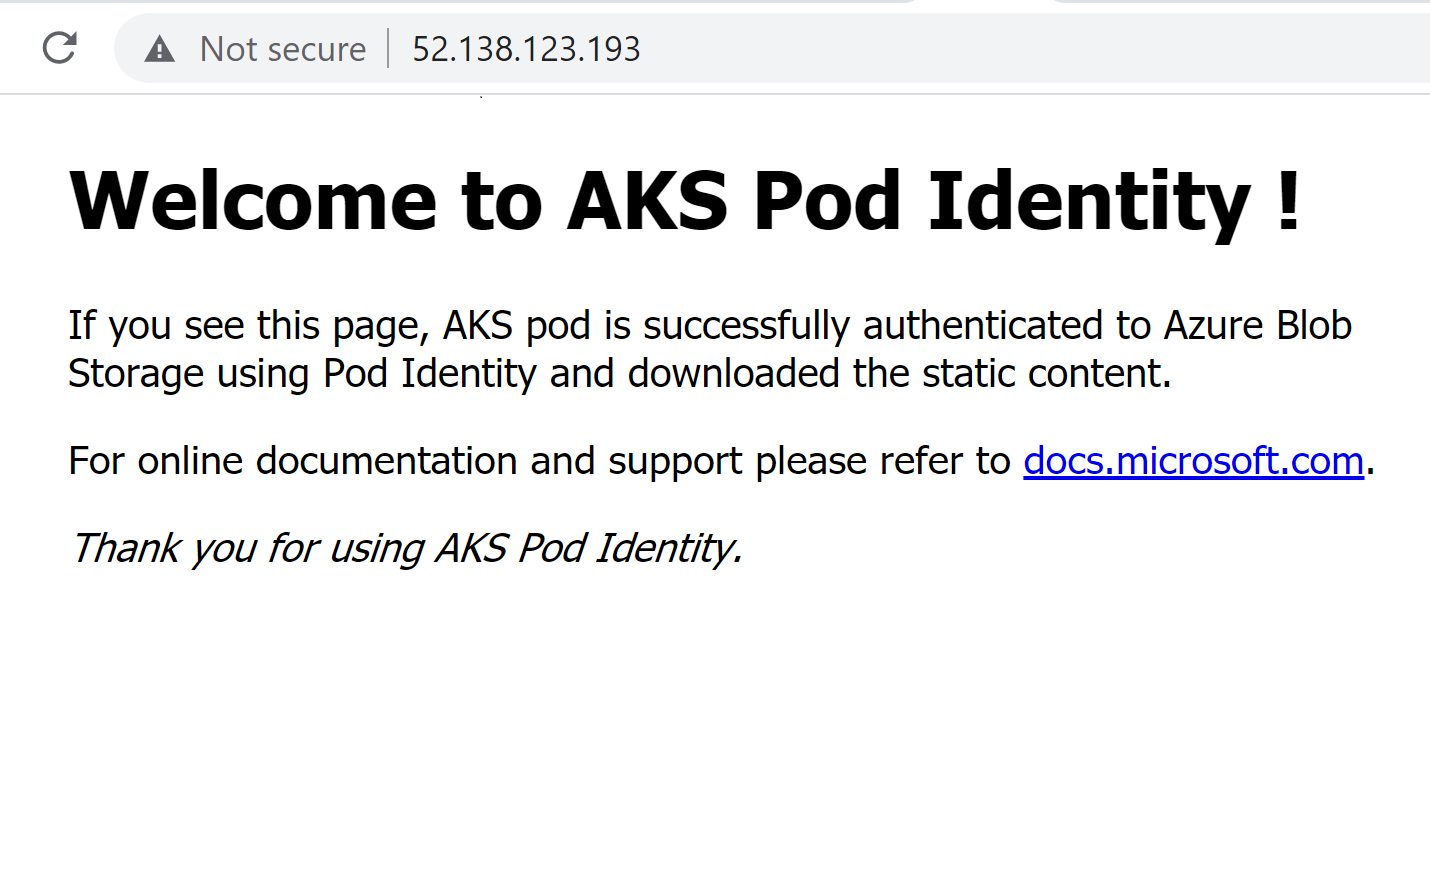 Not secure 52.138.123.193
Welcome to AKS Pod Identity !
If you see this page, AKS pod is successfully authenticated to Azure Blob
Storage using Pod Identity and downloaded the static content.
For online documentation and support please refer to docs.microsoft.com.
Thank you for using AKS Pod Identity.